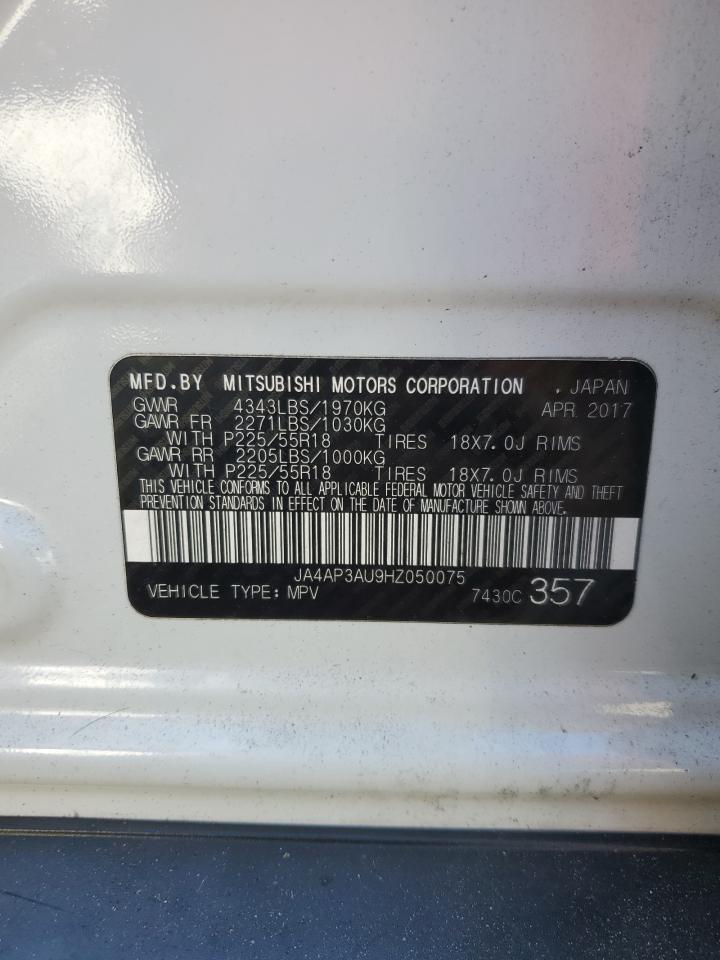 MFD.BY MITSUBISHI MOTORS CORPORATION . JAPAN
GVWR 4343LBS/1970KG APR. 2017
GAWR FR 2271LBS/1030KG
WITH P225/55R18 TIRES 18X7.0J RIMS
GAWR RR 2205LBS/1000KG
WITH P225/55R18 TIRES 18X7.0J RIMS
THIS VEHICLE CONFORMS TO ALL APPLICABLE FEDERAL MOTOR VEHICLE SAFETY AND THEFT
PREVENTION STANDARDS IN EFFECT ON THE DATE OF MANUFACTURE SHOWN ABOVE.
JA4AP3AU9HZ050075
VEHICLE TYPE: MPV 7430C 357